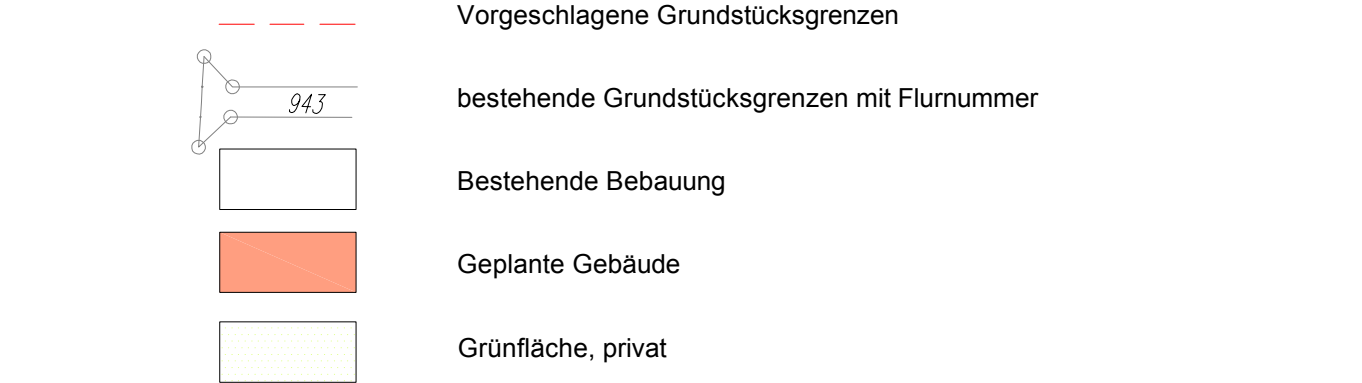 Vorgeschlagene Grundstücksgrenzen
943
bestehende Grundstücksgrenzen mit Flurnummer
Bestehende Bebauung
Geplante Gebäude
Grünfläche, privat